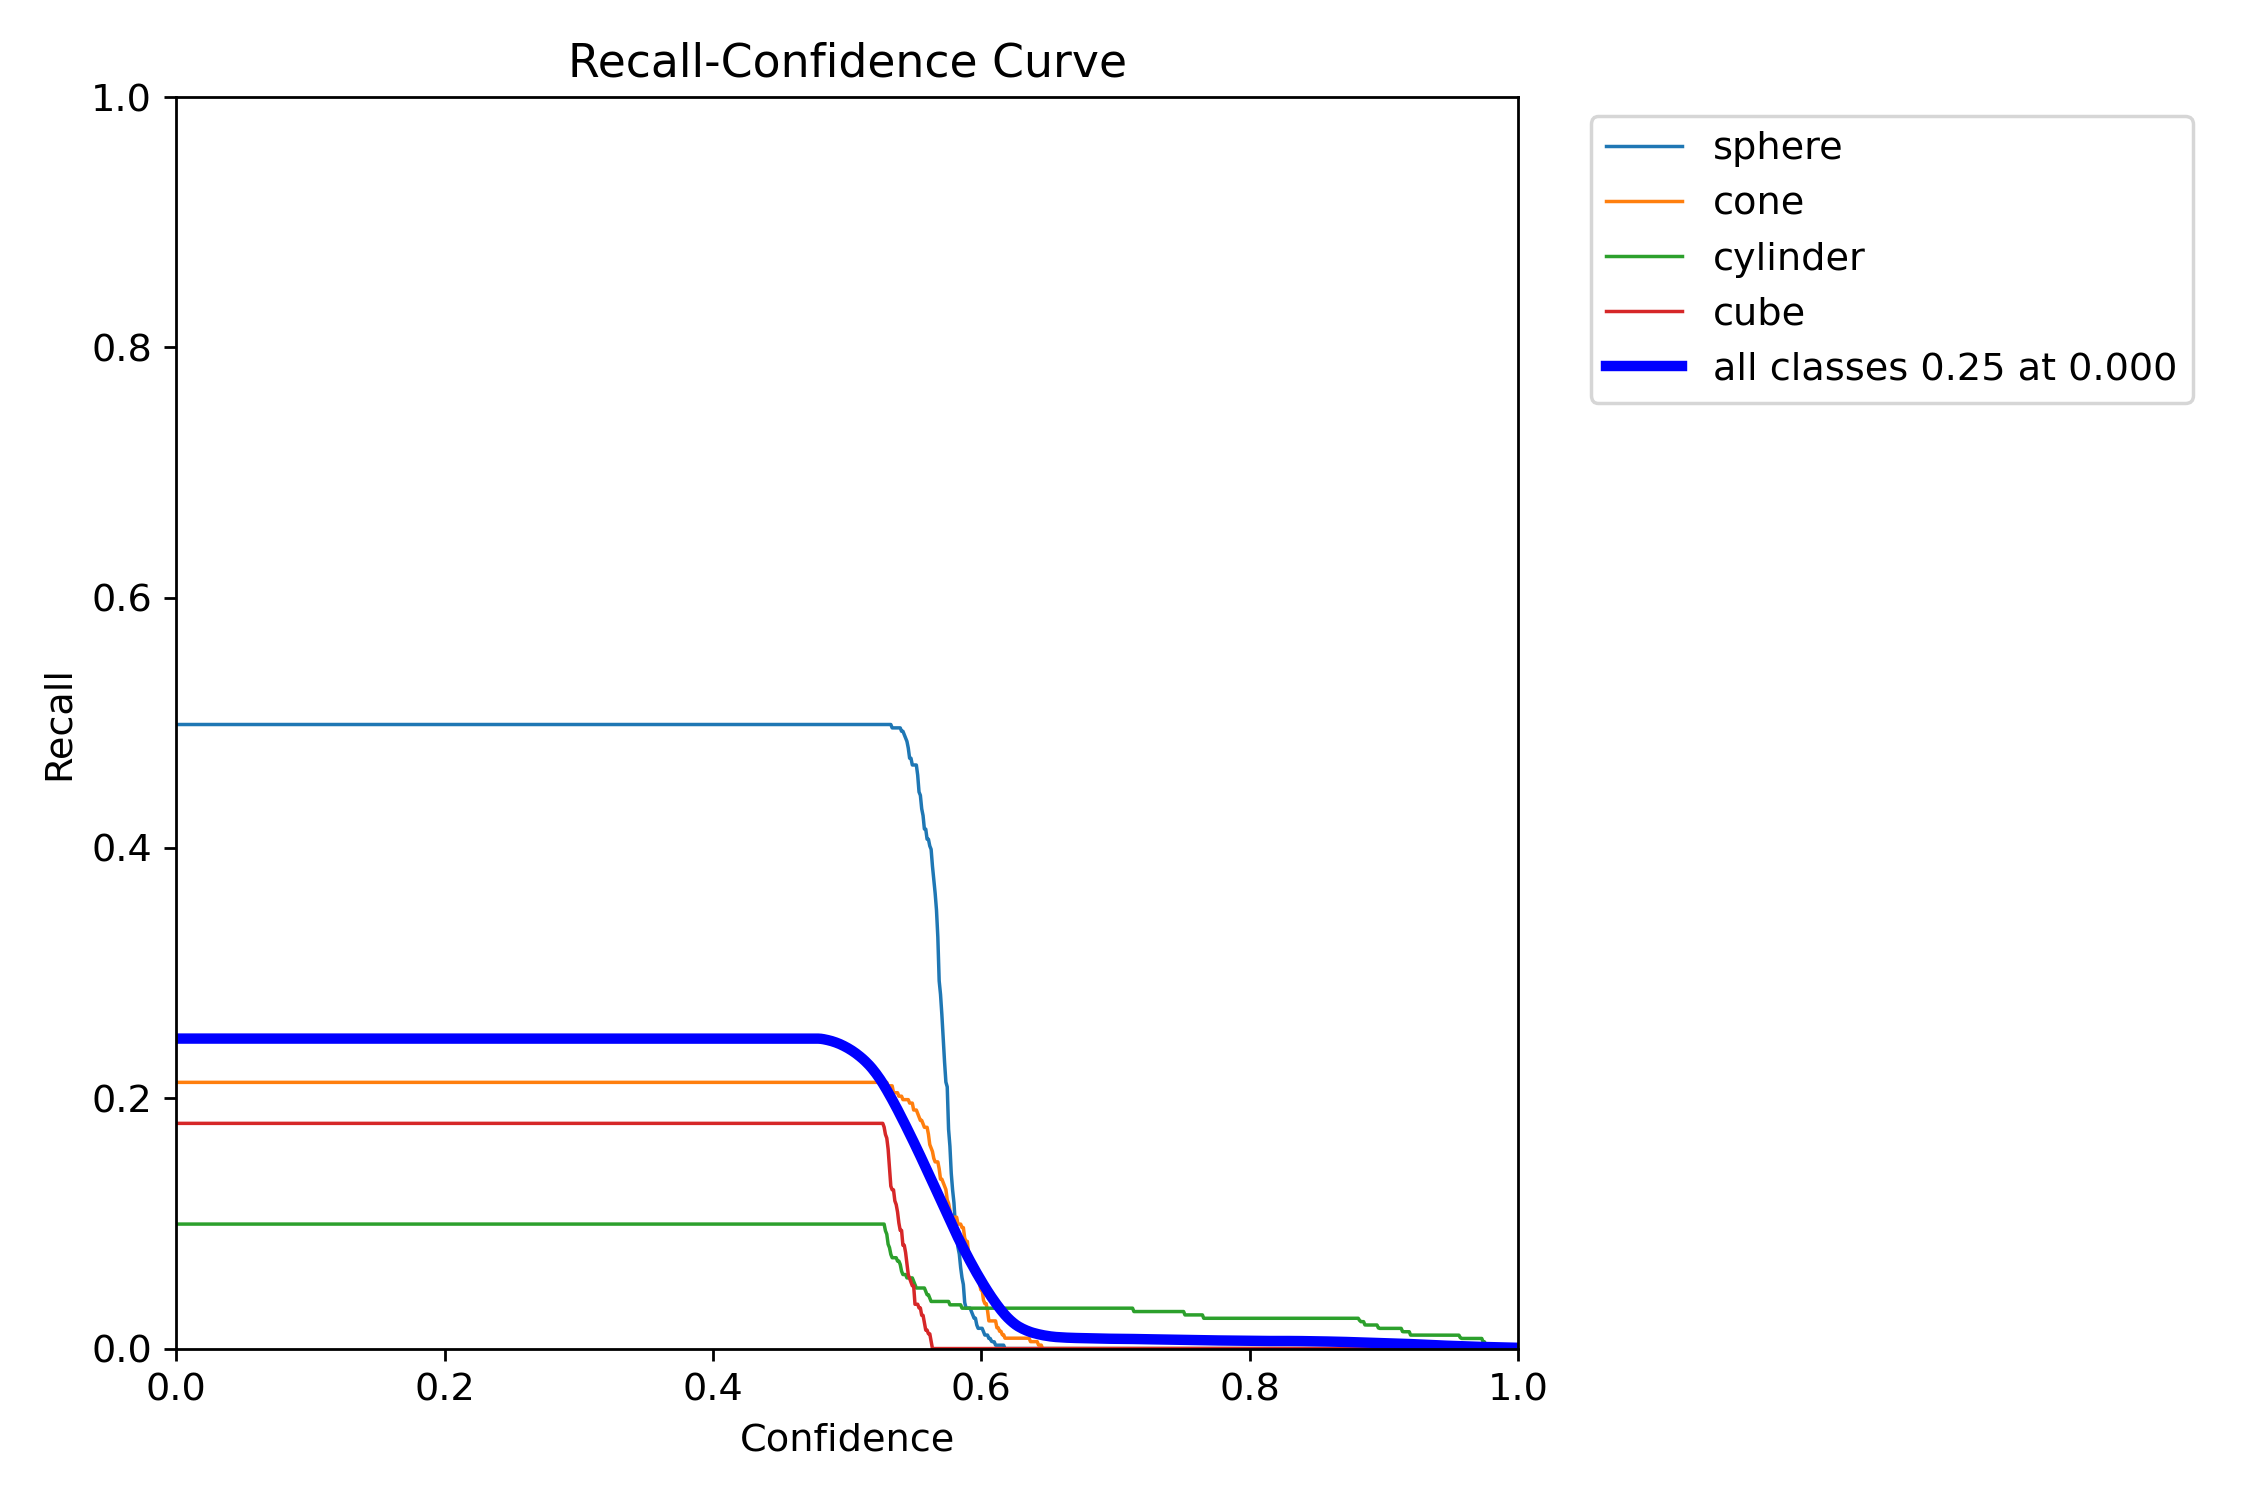 Recall-Confidence Curve
1.0
0.8
0.6
0.4
0.2
0.0
Recall
0.0 0.2 0.4 0.6 0.8 1.0
Confidence
sphere
cone
cylinder
cube
all classes 0.25 at 0.000